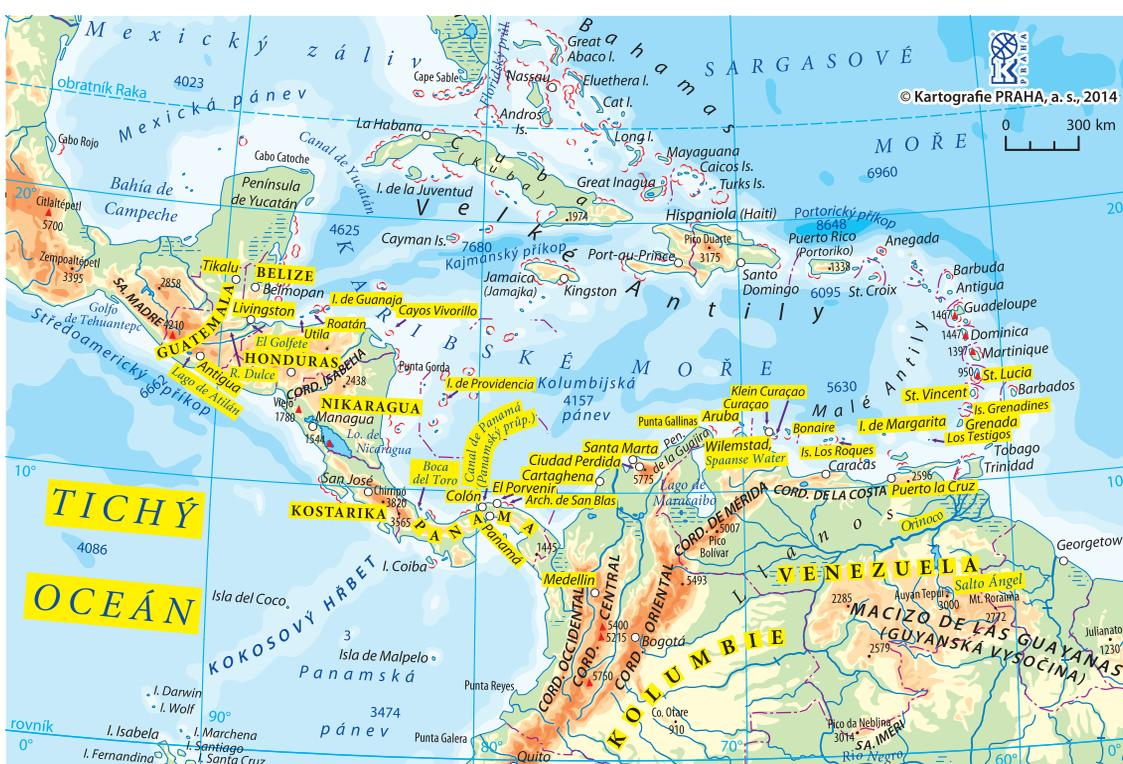 Mexický záliv
4023
obratník Raka
Mexická pánev
Cape Sable
Floridský průl.
Bahamas
Great
Abaco I.
Nassau
Eluethera I.
Cat I.
Andros
Is.
Long I.
SARGASOVÉ
MOŘE
6960
PRAHA
© Kartografie PRAHA, a. s., 2014
0 300 km
Cabo Rojo
La Habana
Cabo Catoche
Canal de Yucatán
Cuba
(Kuba)
Mayaguana
Caicos Is.
Turks Is.
Great Inagua
20°
20
Citlaltépetl
5700
Bahía de
Campeche
Península
de Yucatán
I. de la Juventud
Velké
1974
Hispaniola (Haiti)
Portorický příkop
8648
4625
Cayman Is.
7680
Kajmanský příkop
Port-au-Prince
Pico Duarte
3175
Puerto Rico
(Portoriko)
1338
Anegada
Zempoaltépetl
3395
2858
Tikalu
BELIZE
Belmopan
Jamaica
(Jamajka)
Kingston
Santo
Domingo
6095
St. Croix
Barbuda
Antigua
Antily
SA. MADRE
4210
GUATEMALA
Livingston
I. de Guanaja
Cayos Vivorillo
Roatán
Utila
Guadeloupe
1467
Golfo
de Tehuantepec
El Golfete
HONDURAS
KARIBSKÉ MOŘE
1447
Dominica
1397
Martinique
Středoamerický příkop
6662
Antigua
Lago de Atilán
R. Dulce
CORD. ISABELIA
2438
Punta Gorda
950
St. Lucia
I. de Providencia
Kolumbijská
4157
pánev
Klein Curaçao
Curaçao
5630
Malé Antily
St. Vincent
Barbados
Viejo
1780
NIKARAGUA
Managua
1544
Lo. de
Nicaragua
Canal de Panamá
(Panamský průp.)
Punta Gallinas
Aruba
Bonaire
I. de Margarita
Is. Grenadines
Grenada
Los Testigos
Pen.
de la Guajira
Wilemstad,
Spaanse Water
Is. Los Roques
Santa Marta
Ciudad Perdida
5775
Lago de
Maracaibo
Caracas
Tobago
Trinidad
10°
10
Boca
del Toro
Cartaghena
San José
Chirripó
3820
3565
El Porvenir
Colón
Arch. de San Blas
CORD. DE MÉRIDA
CORD. DE LA COSTA
2596
Puerto la Cruz
TICHÝ
OCEÁN
KOSTARIKA
PANAMA
Panamá
5007
Pico
Bolívar
Llanos
Orinoco
4086
I. Coiba
1445
Georgetow
Medellin
5493
VENEZUELA
Salto Ángel
Isla del Coco
KOKOSOVÝ HŘBET
CORD. OCCIDENTAL
CORD. CENTRAL
CORD. ORIENTAL
2285
Auyan Tepuí
3000
Mt. Roraima
2772
5400
5215
Bogotá
MACIZO DE LAS GUAYANAS
(GUYANSKÁ VYSOČINA)
2579
Julianato
1230
3
Isla de Malpelo
Panamská
5750
KOLUMBIE
Punta Reyes
I. Darwin
I. Wolf
90°
3474
pánev
Co. Otare
910
Pico da Neblina
3014
SA. IMERI
rovník
0°
I. Isabela
I. Marchena
I. Santiago
I. Fernandina
I. Santa Cruz
Punta Galera
80°
Quito
70°
Rio Negro
60°
0°